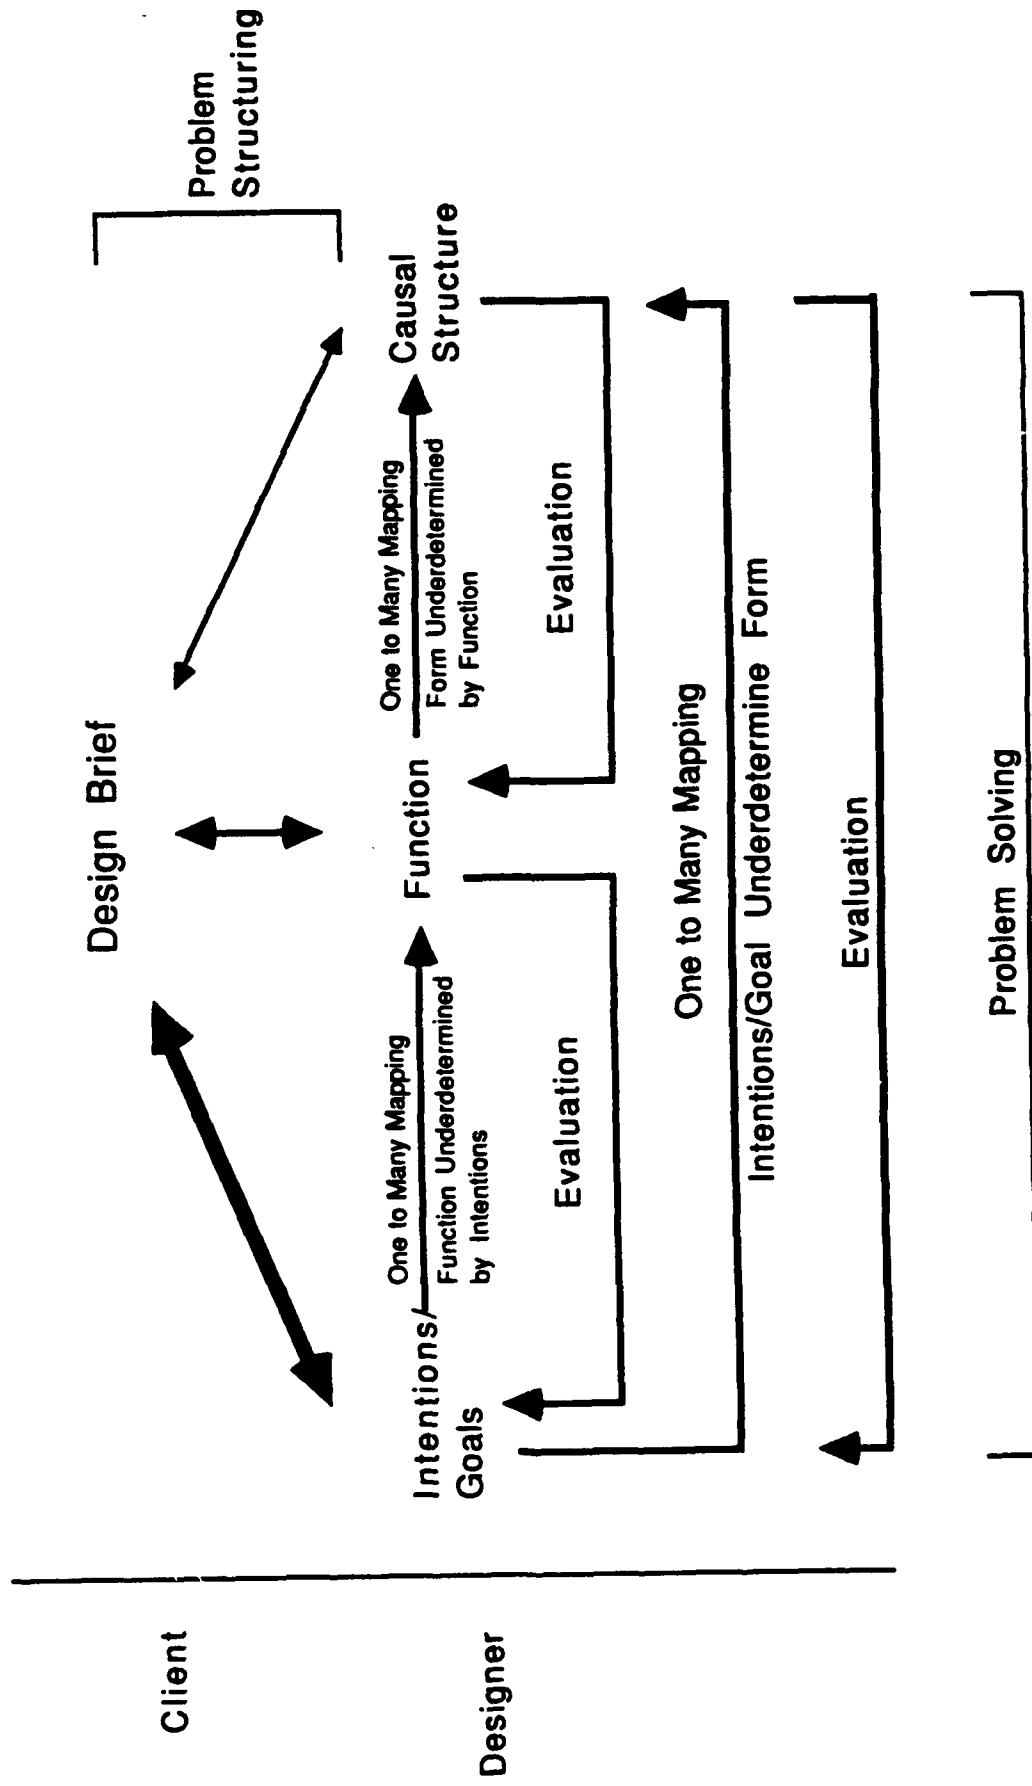 Client
Designer
Design Brief
Problem
Structuring
Intentions/
Goals
One to Many Mapping
Function Underdetermined
by Intentions
Function
One to Many Mapping
Form Underdetermined
by Function
Causal
Structure
Evaluation
Evaluation
One to Many Mapping
Intentions/Goal Underdetermine Form
Evaluation
Problem Solving